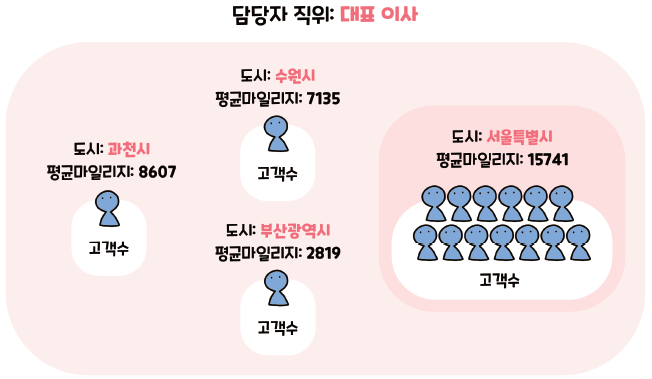 담당자 직위: 대표 이사
도시: 수원시
평균마일리지: 7135
고객수
도시: 과천시
평균마일리지: 8607
고객수
도시: 부산광역시
평균마일리지: 2819
고객수
도시: 서울특별시
평균마일리지: 15741
고객수